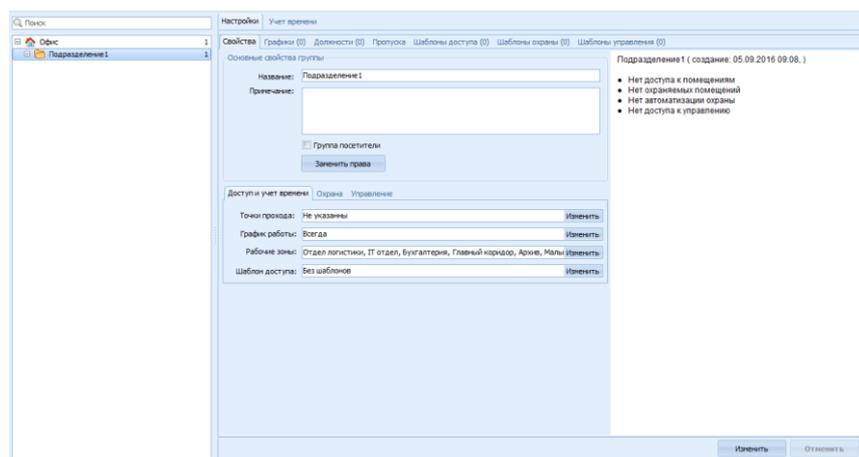 Поиск
Офис 1
Подразделение1 1
Настройки Учет времени
Свойства Графики (0) Должности (0) Пропуска Шаблоны доступа (0) Шаблоны охраны (0) Шаблоны управления (0)
Основные свойства группы
Название: Подразделение1
Примечание:
Группа посетители
Заменить права
Доступ и учет времени Охрана Управление
Точки прохода: Не указанны Изменить
График работы: Всегда Изменить
Рабочие зоны: Отдел логистики, IT отдел, Бухгалтерия, Главный коридор, Архив, Малы Изменить
Шаблон доступа: Без шаблонов Изменить
Подразделение1 ( создание: 05.09.2016 09:08, )
• Нет доступа к помещениям
• Нет охраняемых помещений
• Нет автоматизации охраны
• Нет доступа к управлению
Изменить Отменить